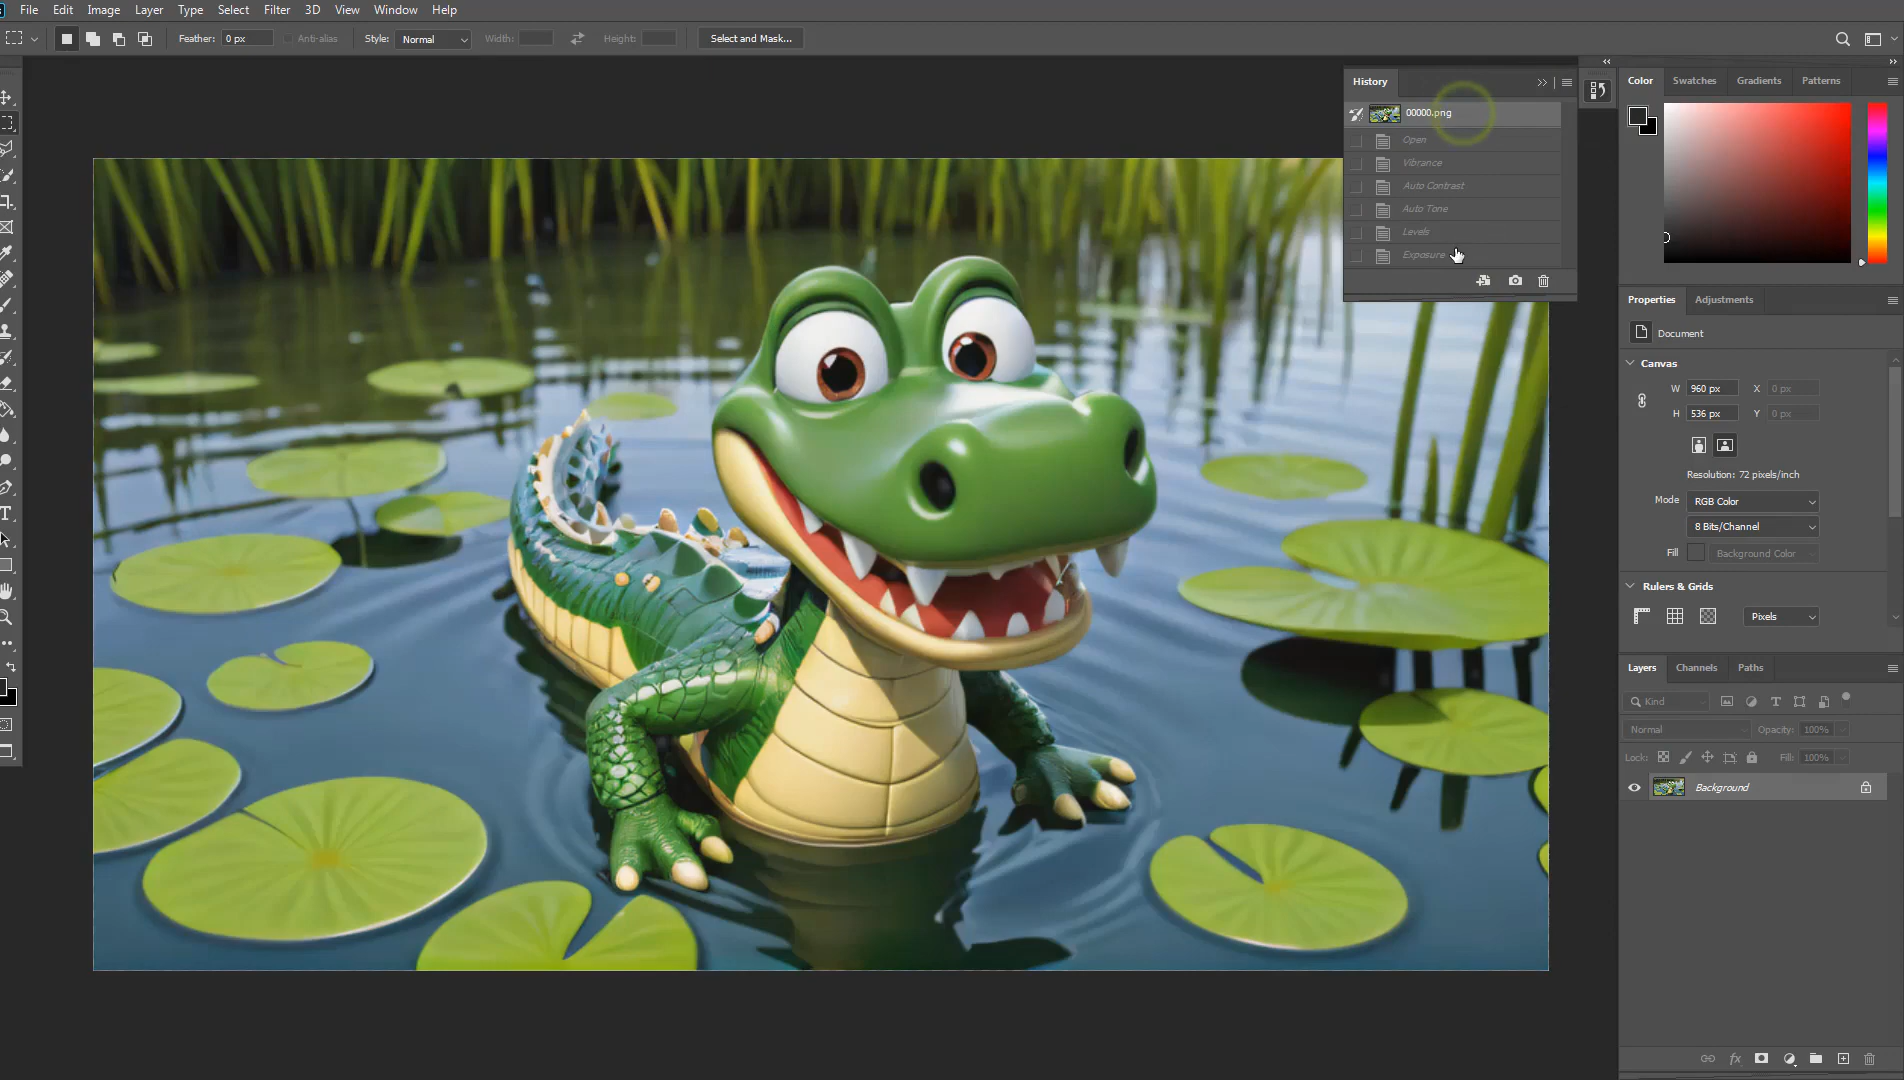 File Edit Image Layer Type Select Filter 3D View Window Help
Feather: 0 px Anti-alias Style: Normal Width: Height: Select and Mask...
History
00000.png
Open
Vibrance
Auto Contrast
Auto Tone
Levels
Exposure
Color Swatches Gradients Patterns
Properties Adjustments
Document
Canvas
W 960 px X 0 px
H 536 px Y 0 px
Resolution: 72 pixels/inch
Mode RGB Color
8 Bits/Channel
Fill Background Color
Rulers & Grids
Pixels
Layers Channels Paths
Kind
Normal Opacity: 100%
Lock: Fill: 100%
Background